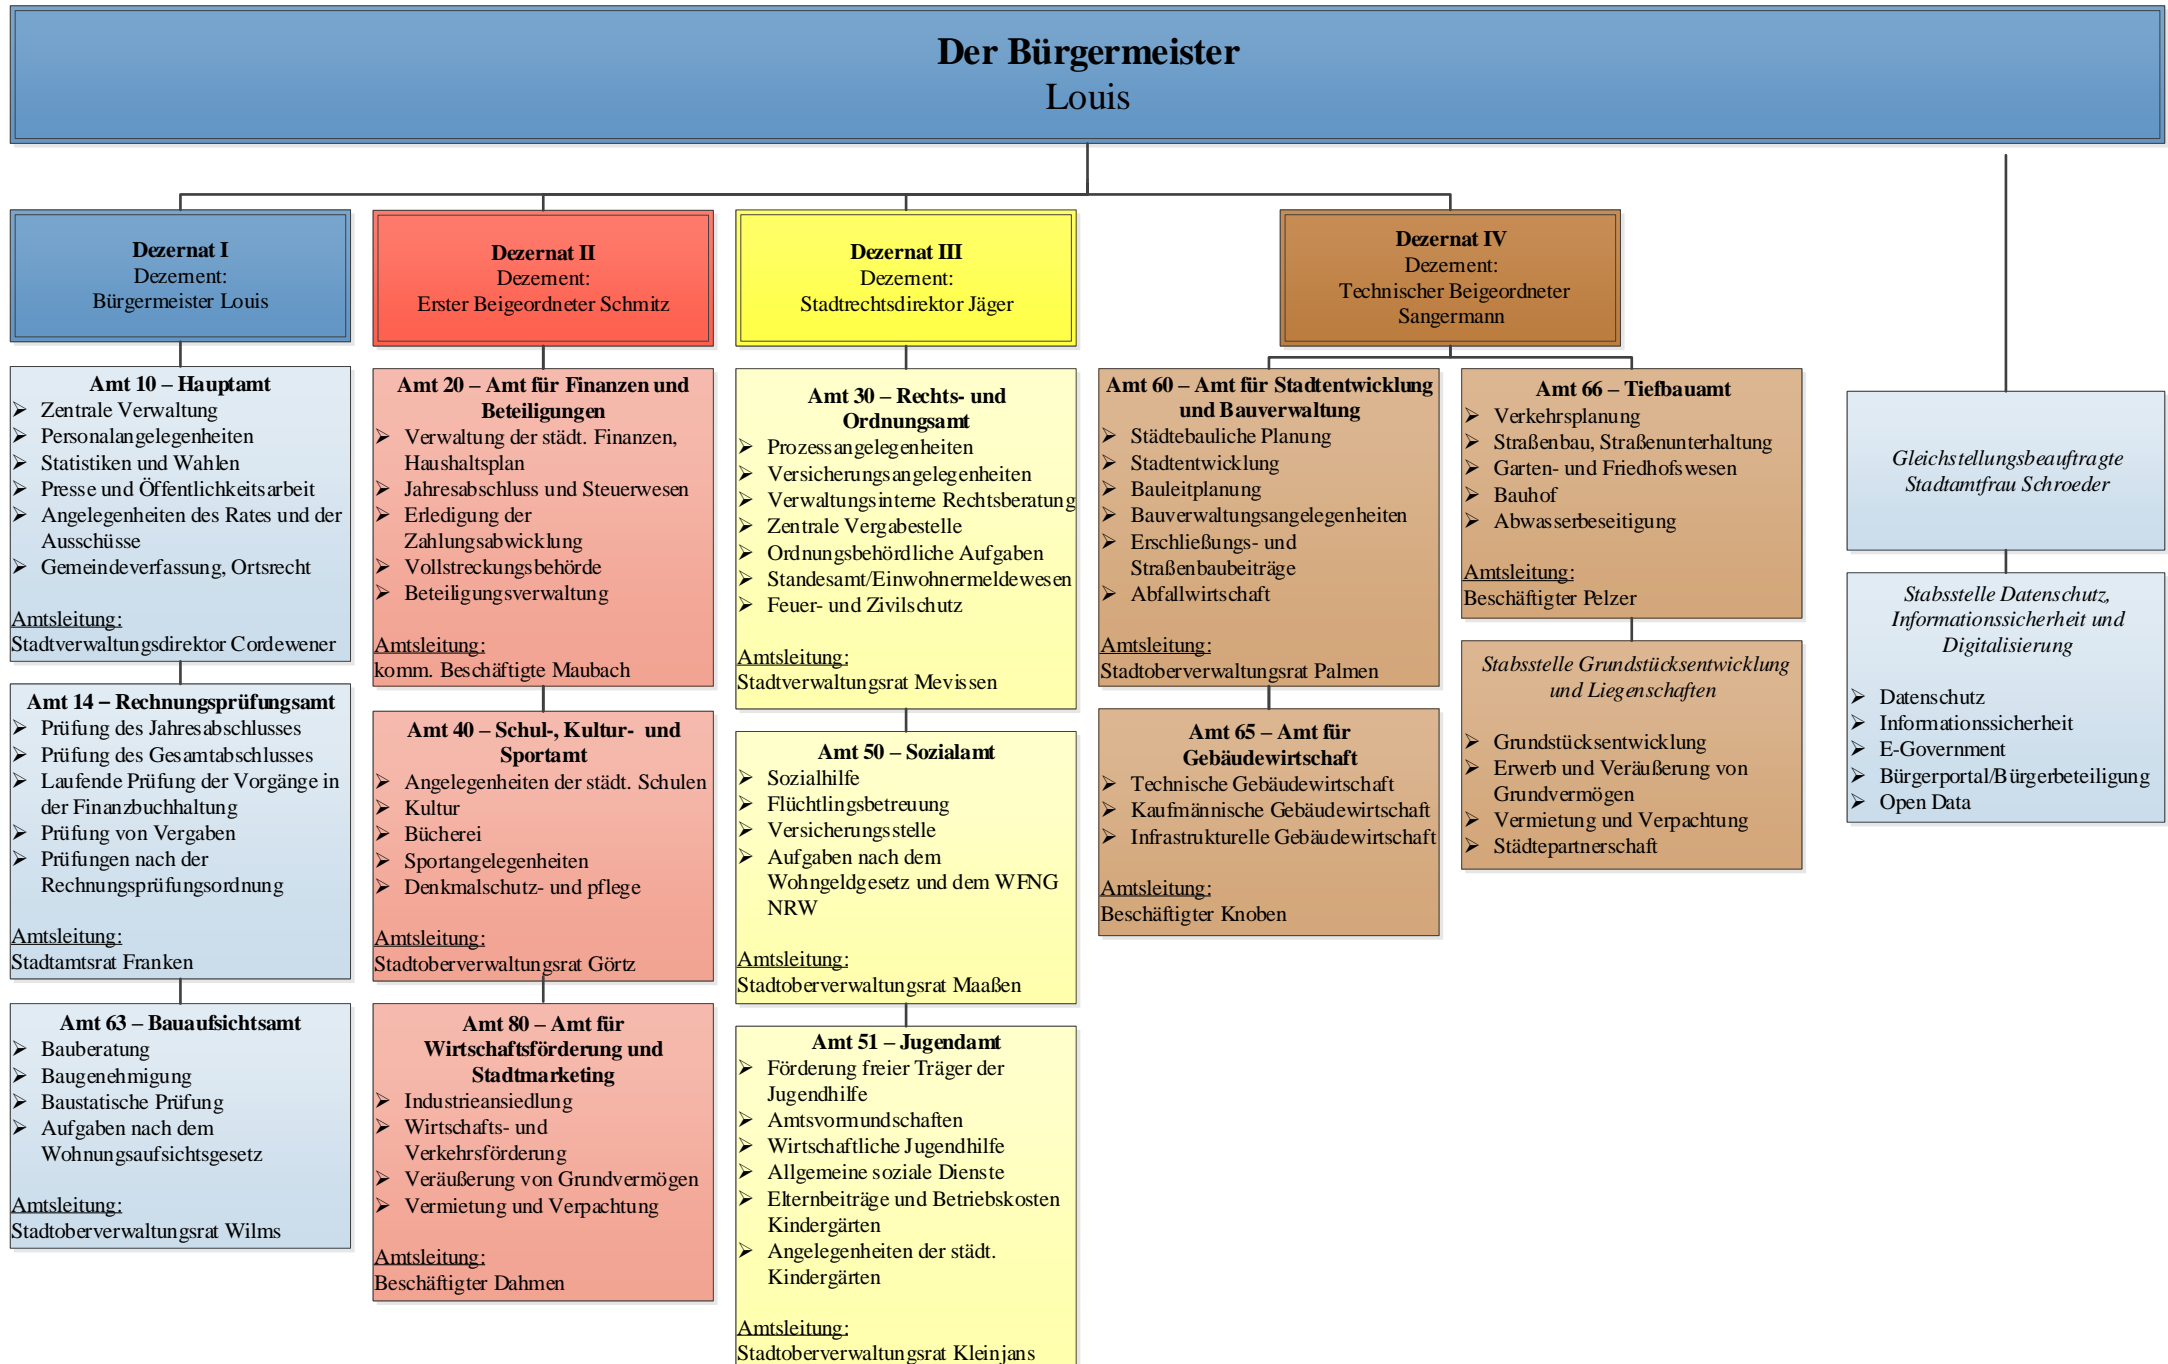 Der Bürgermeister
Louis
Dezernat I
Dezernent:
Bürgermeister Louis
Amt 10 – Hauptamt
➢ Zentrale Verwaltung
➢ Personalangelegenheiten
➢ Statistiken und Wahlen
➢ Presse und Öffentlichkeitsarbeit
➢ Angelegenheiten des Rates und der
Ausschüsse
➢ Gemeindeverfassung, Ortsrecht
Amtsleitung:
Stadtverwaltungsdirektor Cordewener
Amt 14 – Rechnungsprüfungsamt
➢ Prüfung des Jahresabschlusses
➢ Prüfung des Gesamtabschlusses
➢ Laufende Prüfung der Vorgänge in
der Finanzbuchhaltung
➢ Prüfung von Vergaben
➢ Prüfungen nach der
Rechnungsprüfungsordnung
Amtsleitung:
Stadtamtsrat Franken
Amt 63 – Bauaufsichtsamt
➢ Bauberatung
➢ Baugenehmigung
➢ Baustatische Prüfung
➢ Aufgaben nach dem
Wohnungsaufsichtsgesetz
Amtsleitung:
Stadtoberverwaltungsrat Wilms
Dezernat II
Dezernent:
Erster Beigeordneter Schmitz
Amt 20 – Amt für Finanzen und
Beteiligungen
➢ Verwaltung der städt. Finanzen,
Haushaltsplan
➢ Jahresabschluss und Steuerwesen
➢ Erledigung der
Zahlungsabwicklung
➢ Vollstreckungsbehörde
➢ Beteiligungsverwaltung
Amtsleitung:
komm. Beschäftigte Maubach
Amt 40 – Schul-, Kultur- und
Sportamt
➢ Angelegenheiten der städt. Schulen
➢ Kultur
➢ Bücherei
➢ Sportangelegenheiten
➢ Denkmalschutz- und pflege
Amtsleitung:
Stadtoberverwaltungsrat Görtz
Amt 80 – Amt für
Wirtschaftsförderung und
Stadtmarketing
➢ Industrieansiedlung
➢ Wirtschafts- und
Verkehrsförderung
➢ Veräußerung von Grundvermögen
➢ Vermietung und Verpachtung
Amtsleitung:
Beschäftigter Dahmen
Dezernat III
Dezernent:
Stadtrechtsdirektor Jäger
Amt 30 – Rechts- und
Ordnungsamt
➢ Prozessangelegenheiten
➢ Versicherungsangelegenheiten
➢ Verwaltungsinterne Rechtsberatung
➢ Zentrale Vergabestelle
➢ Ordnungsbehördliche Aufgaben
➢ Standesamt/Einwohnermeldewesen
➢ Feuer- und Zivilschutz
Amtsleitung:
Stadtverwaltungsrat Mevissen
Amt 50 – Sozialamt
➢ Sozialhilfe
➢ Flüchtlingsbetreuung
➢ Versicherungsstelle
➢ Aufgaben nach dem
Wohngeldgesetz und dem WFNG
NRW
Amtsleitung:
Stadtoberverwaltungsrat Maaßen
Amt 51 – Jugendamt
➢ Förderung freier Träger der
Jugendhilfe
➢ Amtsvormundschaften
➢ Wirtschaftliche Jugendhilfe
➢ Allgemeine soziale Dienste
➢ Elternbeiträge und Betriebskosten
Kindergärten
➢ Angelegenheiten der städt.
Kindergärten
Amtsleitung:
Stadtoberverwaltungsrat Kleinjans
Dezernat IV
Dezernent:
Technischer Beigeordneter
Sangermann
Amt 60 – Amt für Stadtentwicklung
und Bauverwaltung
➢ Städtebauliche Planung
➢ Stadtentwicklung
➢ Bauleitplanung
➢ Bauverwaltungsangelegenheiten
➢ Erschließungs- und
Straßenbaubeiträge
➢ Abfallwirtschaft
Amtsleitung:
Stadtoberverwaltungsrat Palmen
Amt 65 – Amt für
Gebäudewirtschaft
➢ Technische Gebäudewirtschaft
➢ Kaufmännische Gebäudewirtschaft
➢ Infrastrukturelle Gebäudewirtschaft
Amtsleitung:
Beschäftigter Knoben
Amt 66 – Tiefbauamt
➢ Verkehrsplanung
➢ Straßenbau, Straßenunterhaltung
➢ Garten- und Friedhofswesen
➢ Bauhof
➢ Abwasserbeseitigung
Amtsleitung:
Beschäftigter Pelzer
Stabsstelle Grundstücksentwicklung
und Liegenschaften
➢ Grundstücksentwicklung
➢ Erwerb und Veräußerung von
Grundvermögen
➢ Vermietung und Verpachtung
➢ Städtepartnerschaft
Gleichstellungsbeauftragte
Stadtamtfrau Schroeder
Stabsstelle Datenschutz,
Informationssicherheit und
Digitalisierung
➢ Datenschutz
➢ Informationssicherheit
➢ E-Government
➢ Bürgerportal/Bürgerbeteiligung
➢ Open Data